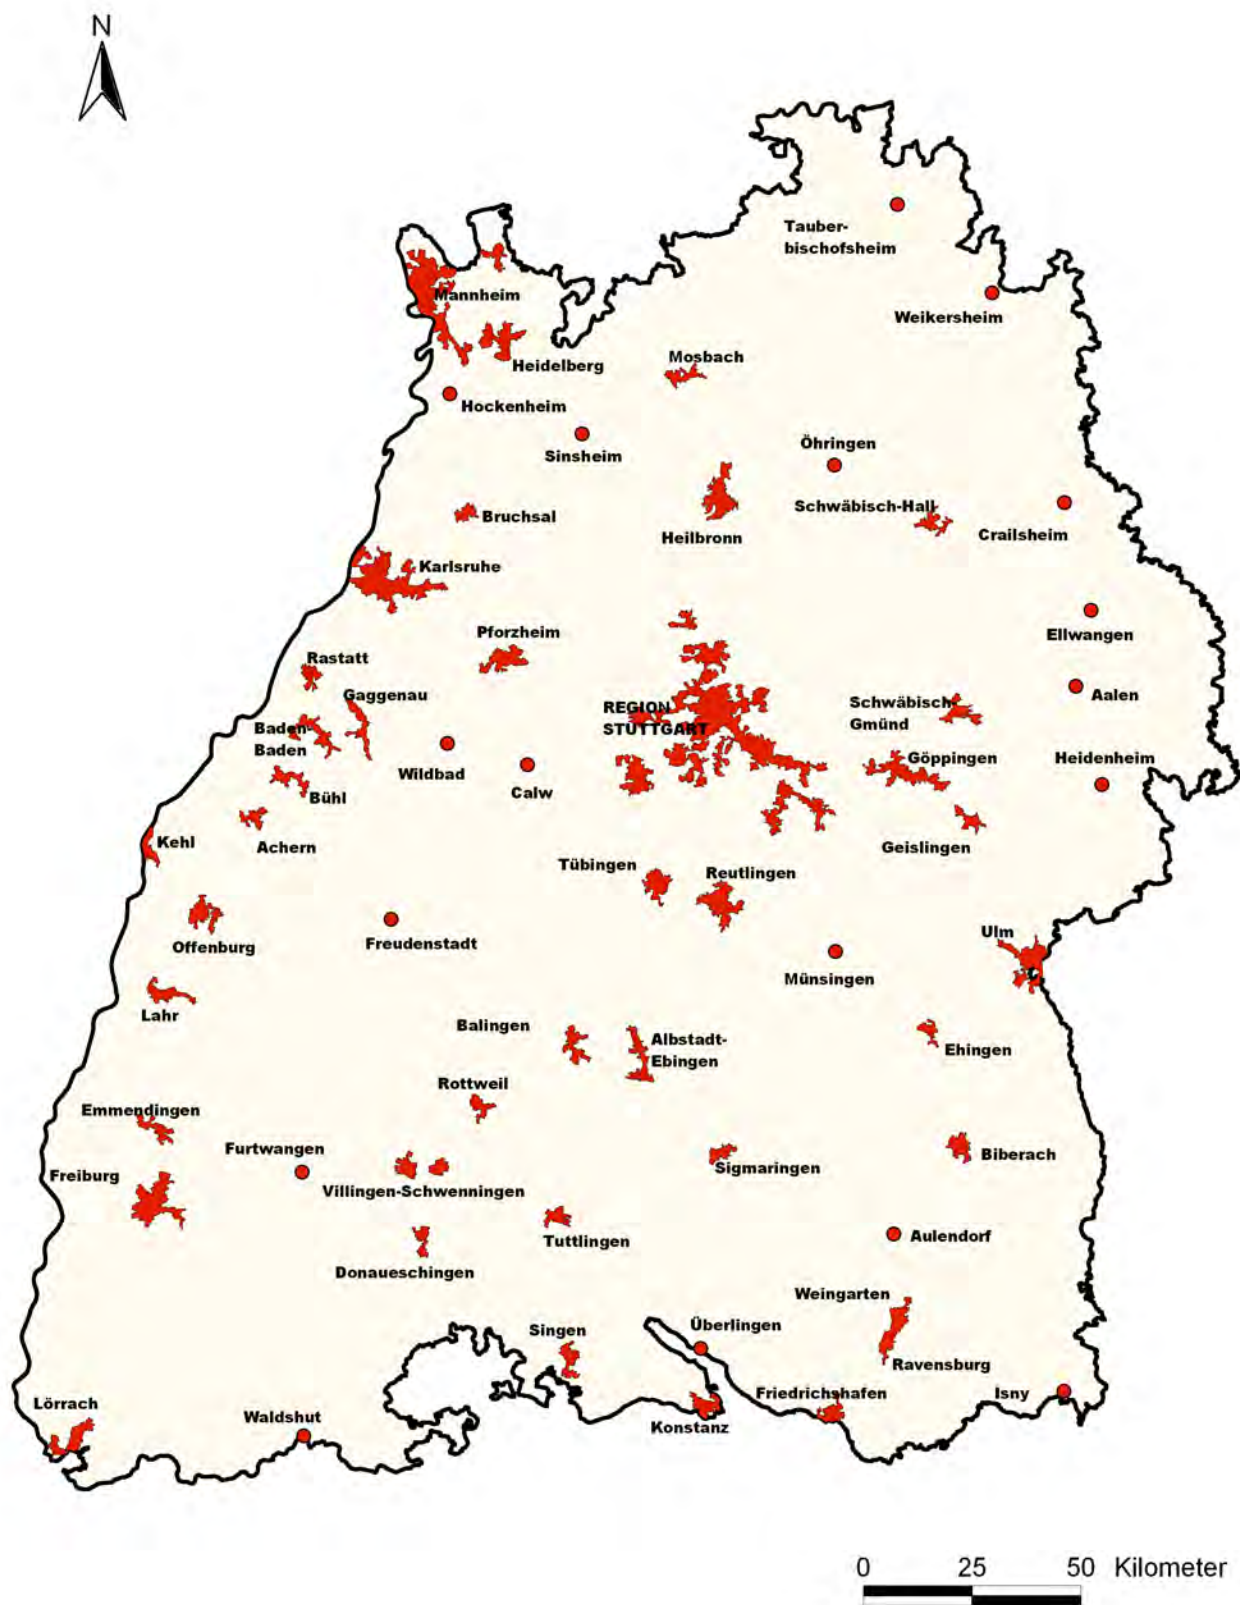 N
Tauber-
bischofsheim
Mannheim
Weikersheim
Heidelberg
Mosbach
Hockenheim
Sinsheim
Öhringen
Schwäbisch-Hall
Bruchsal
Heilbronn
Crailsheim
Karlsruhe
Pforzheim
Ellwangen
Rastatt
Gaggenau
REGION
STUTTGART
Schwäbisch-
Gmünd
Aalen
Baden-
Baden
Wildbad
Calw
Göppingen
Heidenheim
Bühl
Kehl
Achern
Geislingen
Tübingen
Reutlingen
Offenburg
Freudenstadt
Ulm
Münsingen
Lahr
Balingen
Albstadt-
Ebingen
Ehingen
Rottweil
Emmendingen
Furtwangen
Freiburg
Villingen-Schwenningen
Sigmaringen
Biberach
Tuttlingen
Aulendorf
Donaueschingen
Weingarten
Singen
Überlingen
Ravensburg
Lörrach
Waldshut
Konstanz
Friedrichshafen
Isny
0 25 50 Kilometer